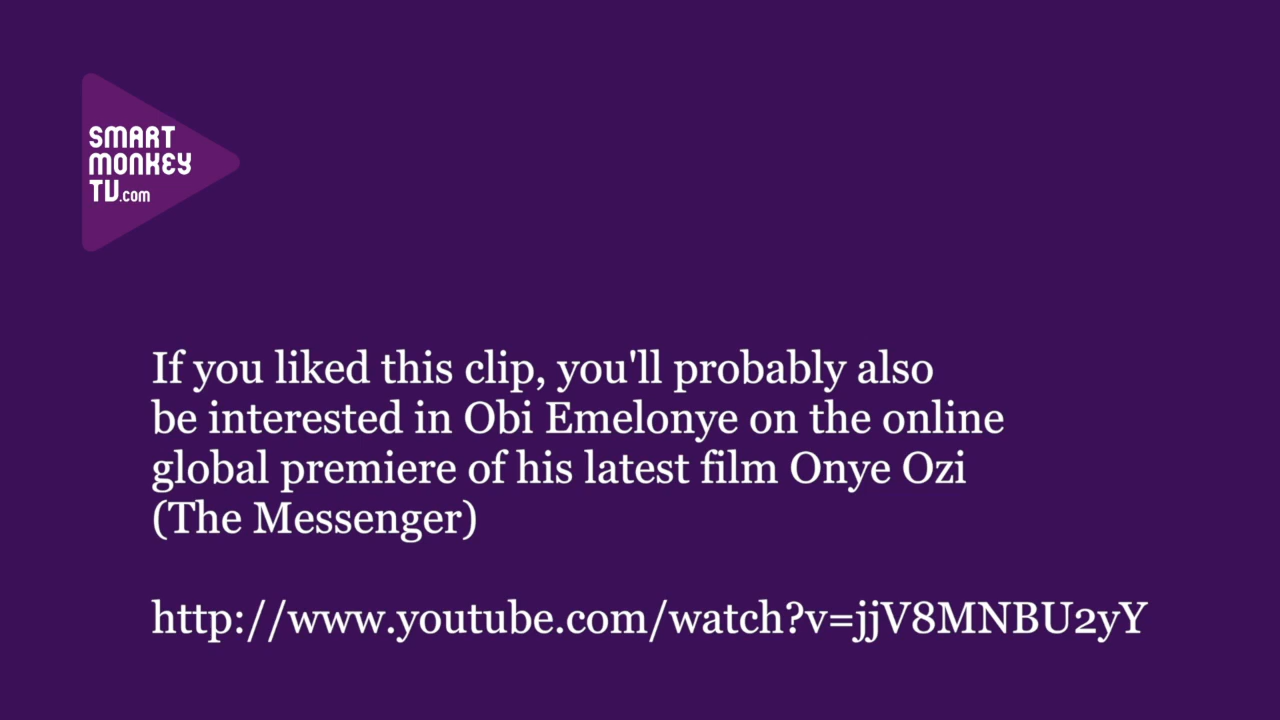 SMART
MONKEY
TV.com
If you liked this clip, you'll probably also
be interested in Obi Emelonye on the online
global premiere of his latest film Onye Ozi
(The Messenger)
http://www.youtube.com/watch?v=jjV8MNBU2yY